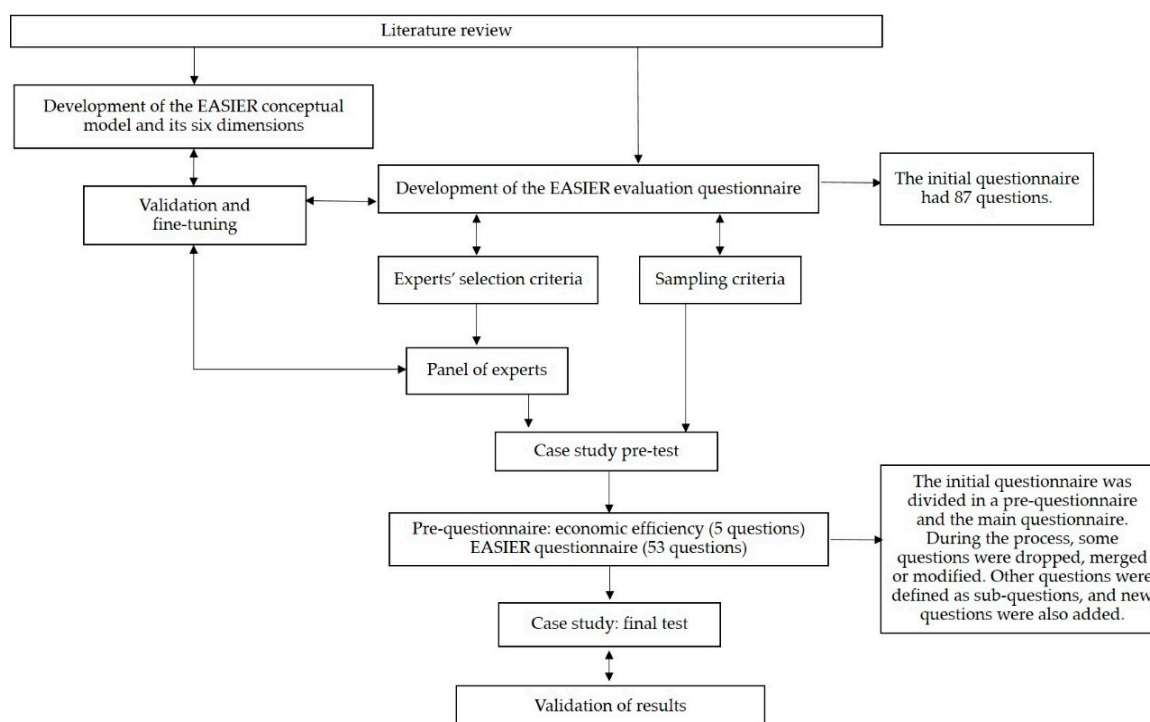 Literature review
Development of the EASIER conceptual
model and its six dimensions
Development of the EASIER evaluation questionnaire
The initial questionnaire
had 87 questions.
Validation and
fine-tuning
Experts’ selection criteria
Sampling criteria
Panel of experts
Case study pre-test
Pre-questionnaire: economic efficiency (5 questions)
EASIER questionnaire (53 questions)
The initial questionnaire was
divided in a pre-questionnaire
and the main questionnaire.
During the process, some
questions were dropped, merged
or modified. Other questions were
defined as sub-questions, and new
questions were also added.
Case study: final test
Validation of results